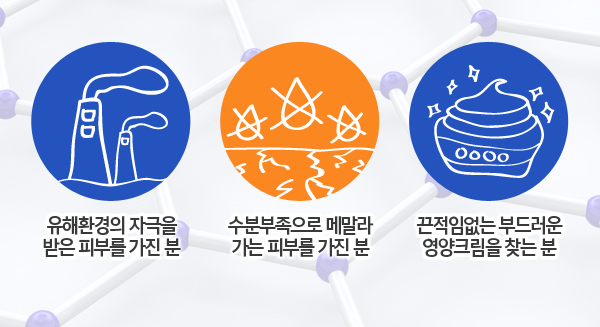 유해환경의 자극을
받은 피부를 가진 분
수분부족으로 메말라
가는 피부를 가진 분
끈적임없는 부드러운
영양크림을 찾는 분